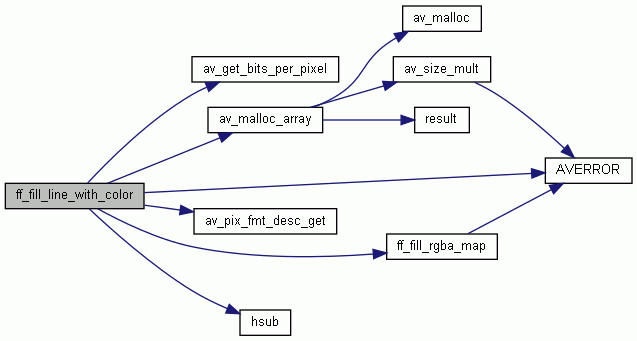 av_malloc
av_get_bits_per_pixel
av_size_mult
av_malloc_array
result
AVERROR
ff_fill_line_with_color
av_pix_fmt_desc_get
ff_fill_rgba_map
hsub